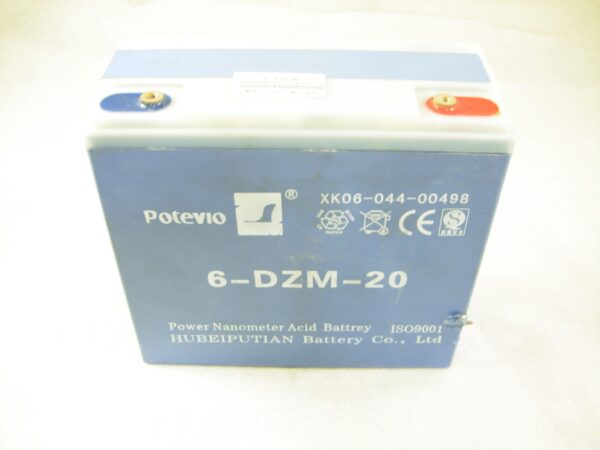 Potevio ®
XK06-044-00498
CE
6-DZM-20
Power Nanometer Acid Battrey ISO9001
HUBEIPUTIAN Battery Co., Ltd